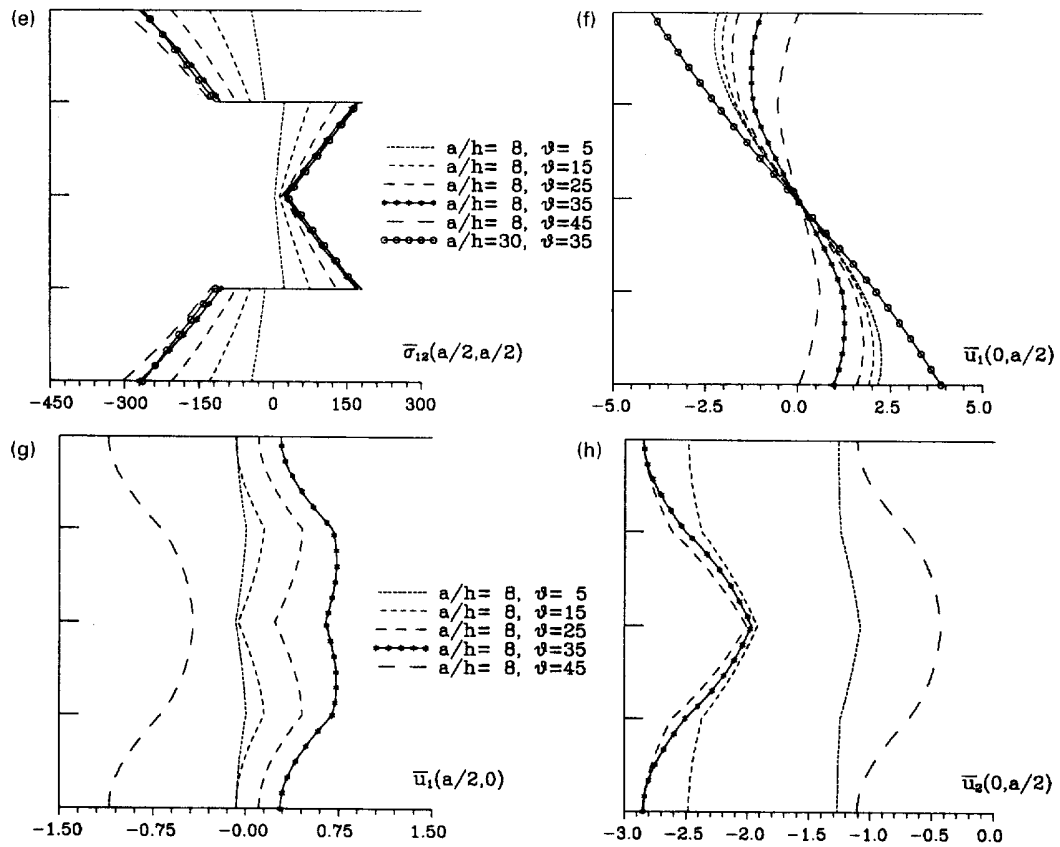 (e)
a/h= 8, ϑ= 5
a/h= 8, ϑ=15
a/h= 8, ϑ=25
a/h= 8, ϑ=35
a/h= 8, ϑ=45
a/h=30, ϑ=35
σ̅₁₂(a/2,a/2)
-450 -300 -150 0 150 300
(f)
u̅₁(0,a/2)
-5.0 -2.5 0.0 2.5 5.0
(g)
a/h= 8, ϑ= 5
a/h= 8, ϑ=15
a/h= 8, ϑ=25
a/h= 8, ϑ=35
a/h= 8, ϑ=45
u̅₁(a/2,0)
-1.50 -0.75 -0.00 0.75 1.50
(h)
u̅₂(0,a/2)
-3.0 -2.5 -2.0 -1.5 -1.0 -0.5 0.0